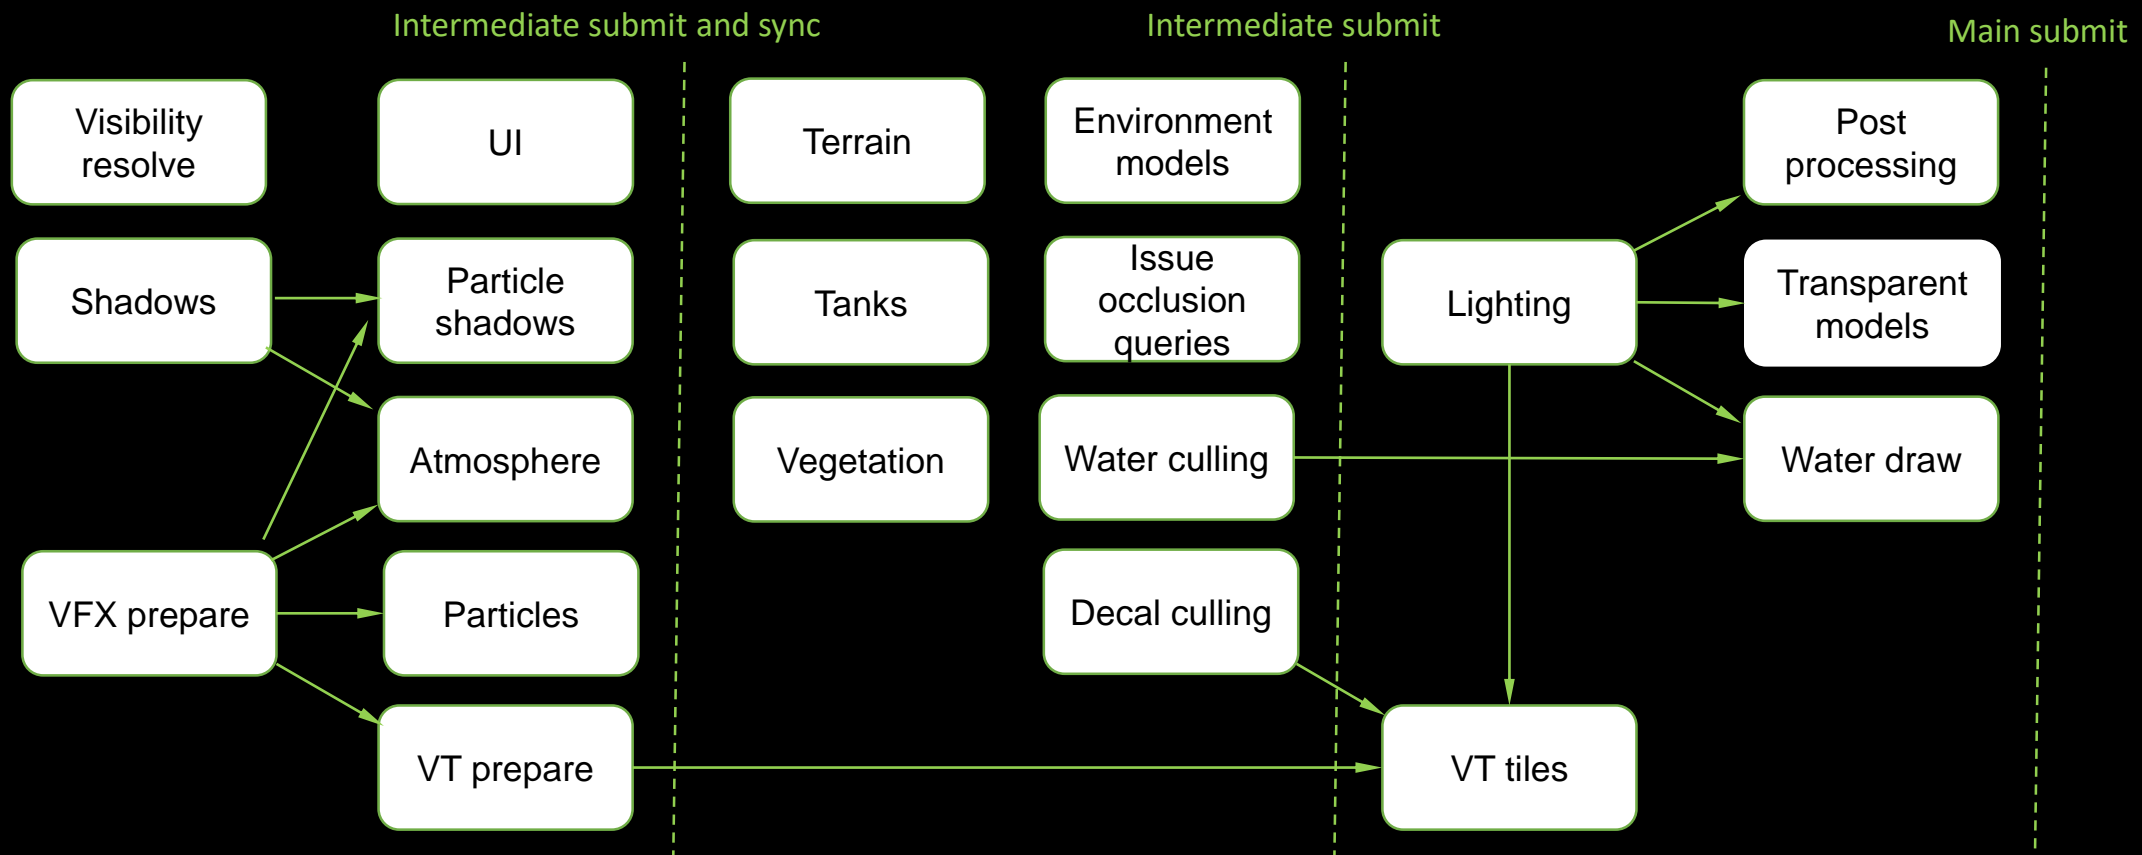 Intermediate submit and sync
Intermediate submit
Main submit
Visibility
resolve
UI
Terrain
Environment
models
Post
processing
Shadows
Particle
shadows
Tanks
Issue
occlusion
queries
Lighting
Transparent
models
Atmosphere
Vegetation
Water culling
Water draw
VFX prepare
Particles
Decal culling
VT prepare
VT tiles